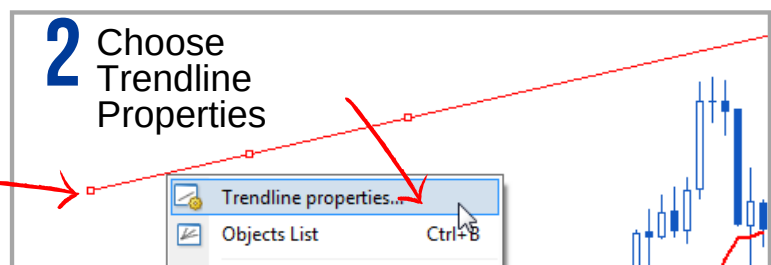 2 Choose
Trendline
Properties
Trendline properties...
Objects List Ctrl+B